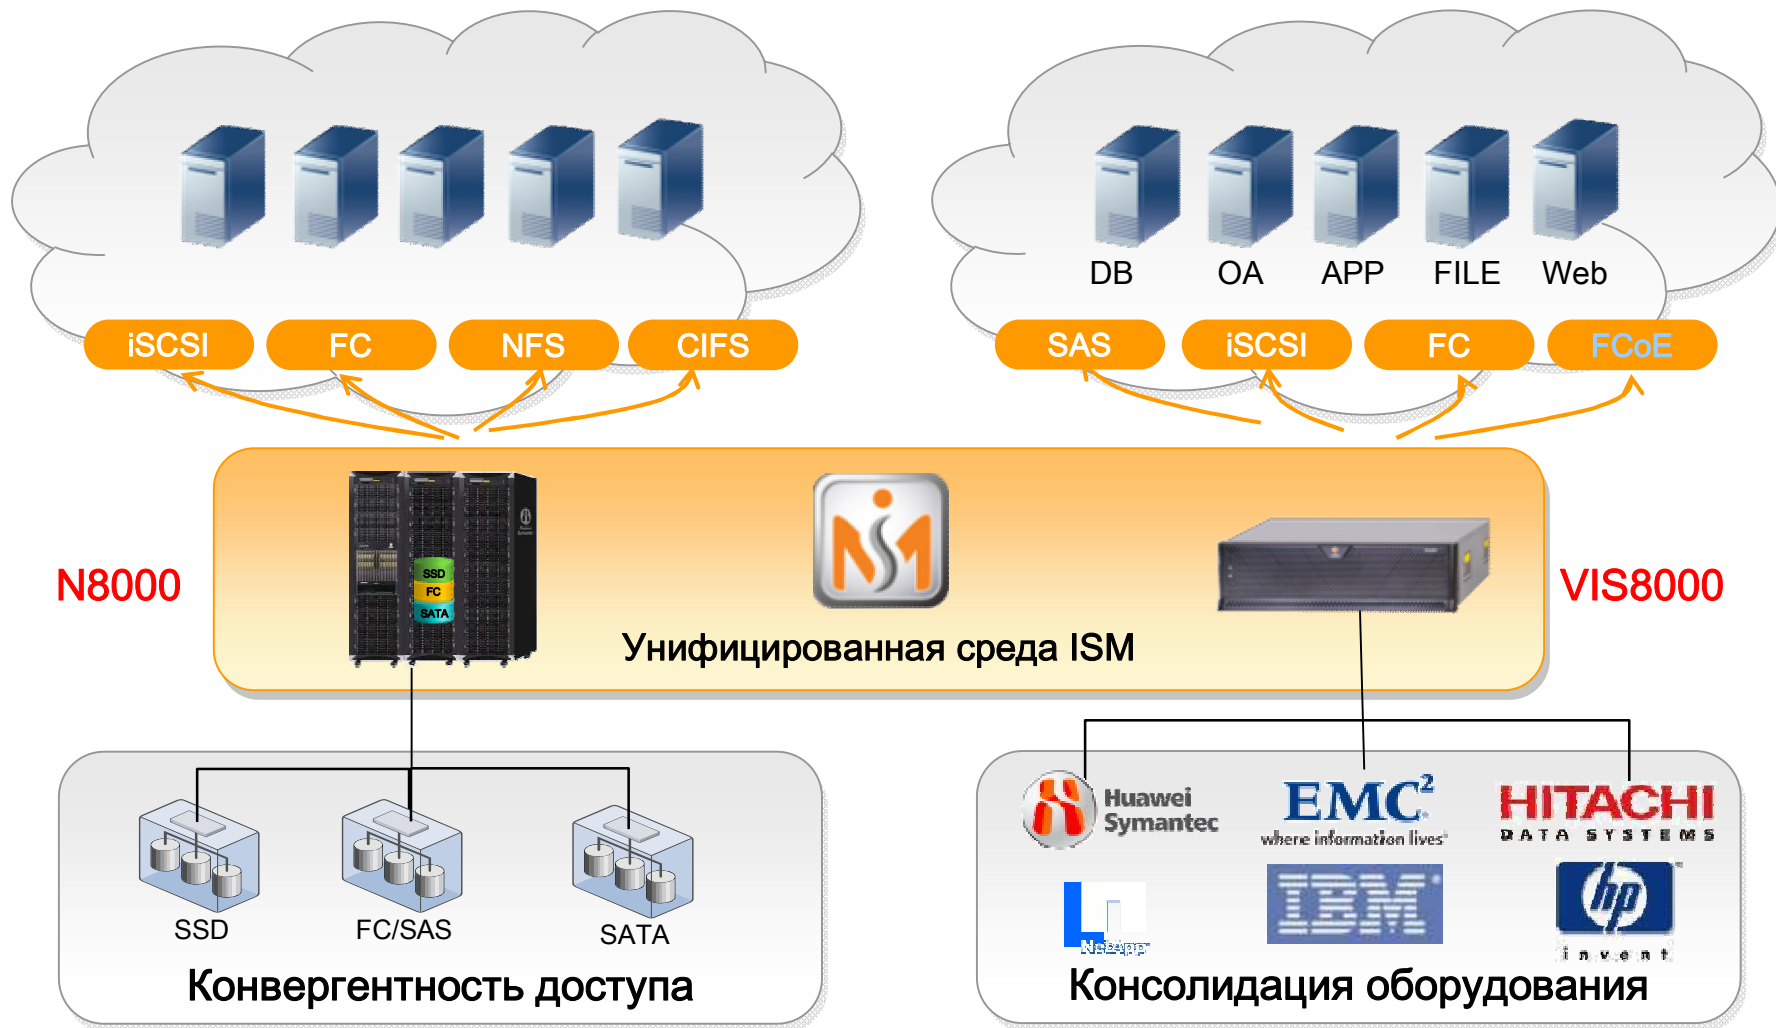 DB OA APP FILE Web
iSCSI FC NFS CIFS
SAS iSCSI FC FCoE
N8000
SSD
FC
SATA
VIS8000
Унифицированная среда ISM
SSD FC/SAS SATA
Конвергентность доступа
Huawei
Symantec
EMC²
where information lives®
HITACHI
DATA SYSTEMS
NetApp
IBM
hp
invent
Консолидация оборудования